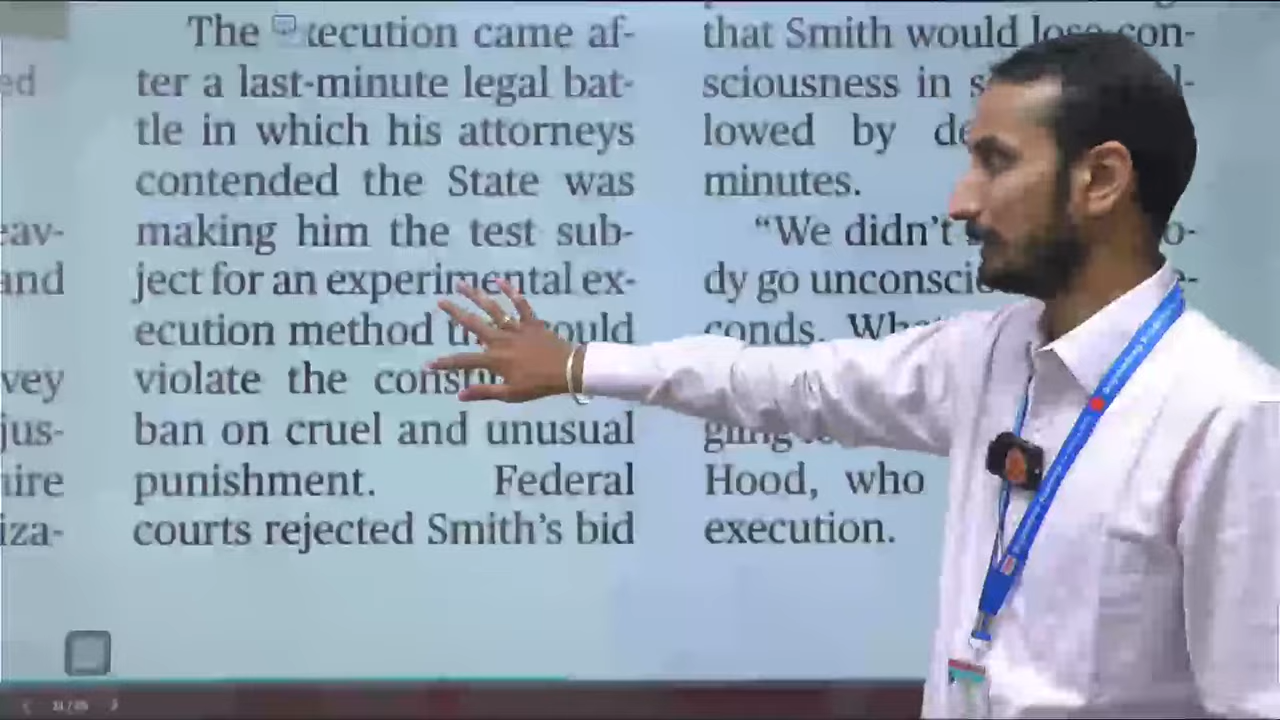 ed
eav-
and
vey
jus-
ire
iza-
The ecution came af-
ter a last-minute legal bat-
tle in which his attorneys
contended the State was
making him the test sub-
ject for an experimental ex-
ecution method
violate the
ban on cruel and unusual
punishment. Federal
courts rejected Smith's bid
that Smith would lose con-
sciousness in
lowed by
minutes.
“We didn't
dy go
conds.
Hood, who
execution.